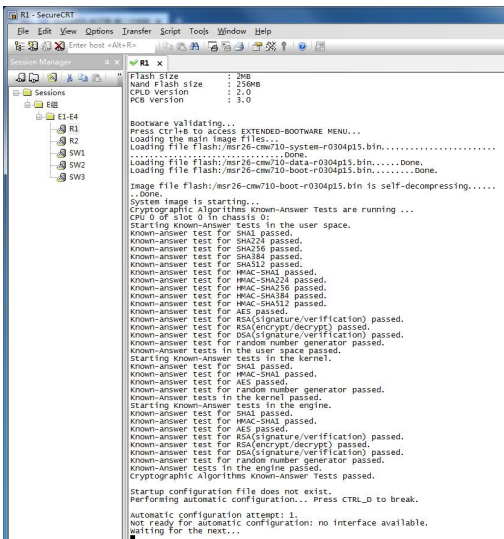 R1 - SecureCRT
File Edit View Options Transfer Script Tools Window Help
Enter host <Alt+R>
Session Manager
R1
Sessions
E组
E1-E4
R1
R2
SW1
SW2
SW3
Flash Size : 2MB
Nand Flash size : 256MB
CPLD Version : 2.0
PCB Version : 3.0
BootWare Validating...
Press Ctrl+B to access EXTENDED-BOOTWARE MENU...
Loading the main image files...
Loading file flash:/msr26-cmw710-system-r0304p15.bin.......................
...............................Done.
Loading file flash:/msr26-cmw710-data-r0304p15.bin......Done.
Loading file flash:/msr26-cmw710-boot-r0304p15.bin.........Done.
Image file flash:/msr26-cmw710-boot-r0304p15.bin is self-decompressing......
..Done.
System image is starting...
Cryptographic Algorithms Known-Answer Tests are running ...
CPU 0 of slot 0 in chassis 0:
Starting Known-Answer tests in the user space.
Known-answer test for SHA1 passed.
Known-answer test for SHA224 passed.
Known-answer test for SHA256 passed.
Known-answer test for SHA384 passed.
Known-answer test for SHA512 passed.
Known-answer test for HMAC-SHA1 passed.
Known-answer test for HMAC-SHA224 passed.
Known-answer test for HMAC-SHA256 passed.
Known-answer test for HMAC-SHA384 passed.
Known-answer test for HMAC-SHA512 passed.
Known-answer test for AES passed.
Known-answer test for RSA(signature/verification) passed.
Known-answer test for RSA(encrypt/decrypt) passed.
Known-answer test for DSA(signature/verification) passed.
Known-answer test for random number generator passed.
Known-Answer tests in the user space passed.
Starting Known-Answer tests in the kernel.
Known-answer test for SHA1 passed.
Known-answer test for HMAC-SHA1 passed.
Known-answer test for AES passed.
Known-answer test for random number generator passed.
Known-Answer tests in the kernel passed.
Starting Known-Answer tests in the engine.
Known-answer test for SHA1 passed.
Known-answer test for HMAC-SHA1 passed.
Known-answer test for AES passed.
Known-answer test for RSA(signature/verification) passed.
Known-answer test for RSA(encrypt/decrypt) passed.
Known-answer test for DSA(signature/verification) passed.
Known-answer test for random number generator passed.
Known-Answer tests in the engine passed.
Cryptographic Algorithms Known-Answer Tests passed.
Startup configuration file does not exist.
Performing automatic configuration... Press CTRL_D to break.
Automatic configuration attempt: 1.
Not ready for automatic configuration: no interface available.
Waiting for the next...